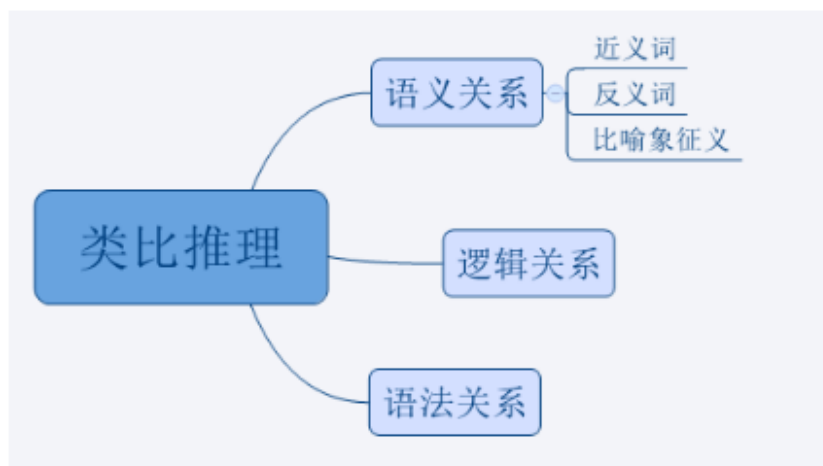 近义词
语义关系
反义词
比喻象征义
类比推理
逻辑关系
语法关系